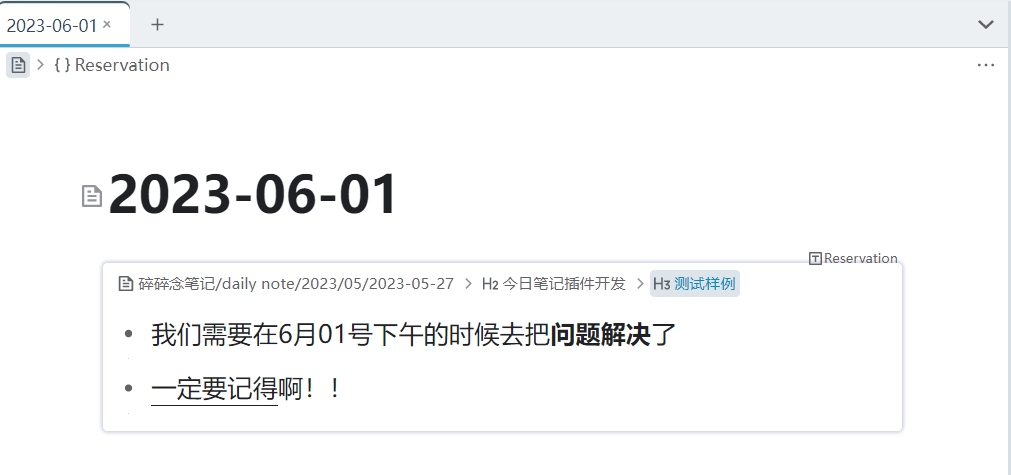 2023-06-01
Reservation
2023-06-01
Reservation
碎碎念笔记/daily note/2023/05/2023-05-27 > H2 今日笔记插件开发 > H3 测试样例
我们需要在6月01号下午的时候去把问题解决了
一定要记得啊！！